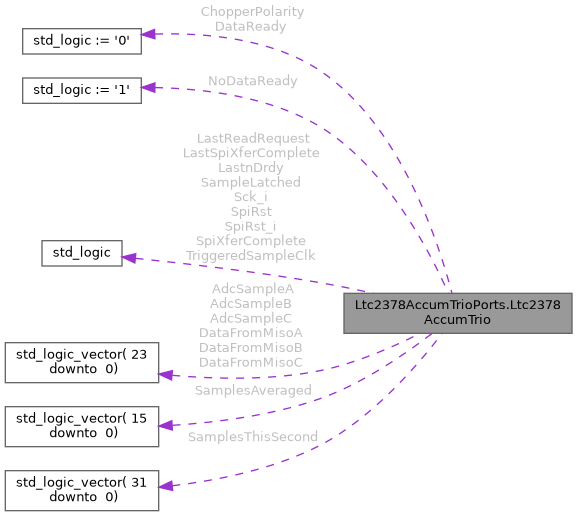 ChopperPolarity
DataReady
std_logic := '0'
NoDataReady
std_logic := '1'
LastReadRequest
LastSpiXferComplete
LastnDrdy
SampleLatched
Sck_i
SpiRst
SpiRst_i
SpiXferComplete
TriggeredSampleClk
std_logic
Ltc2378AccumTrioPorts.Ltc2378
AccumTrio
AdcSampleA
AdcSampleB
AdcSampleC
DataFromMisoA
DataFromMisoB
DataFromMisoC
std_logic_vector( 23
downto  0)
SamplesAveraged
std_logic_vector( 15
downto  0)
SamplesThisSecond
std_logic_vector( 31
downto  0)